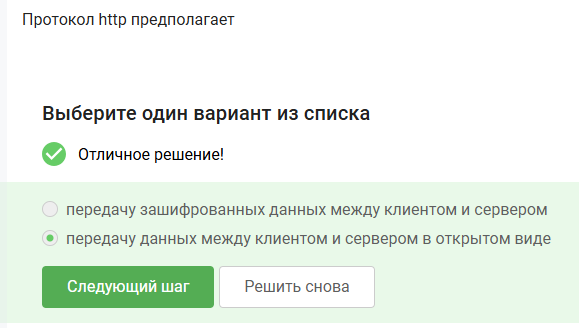 Протокол http предполагает
Выберите один вариант из списка
Отличное решение!
передачу зашифрованных данных между клиентом и сервером
передачу данных между клиентом и сервером в открытом виде
Следующий шаг
Решить снова